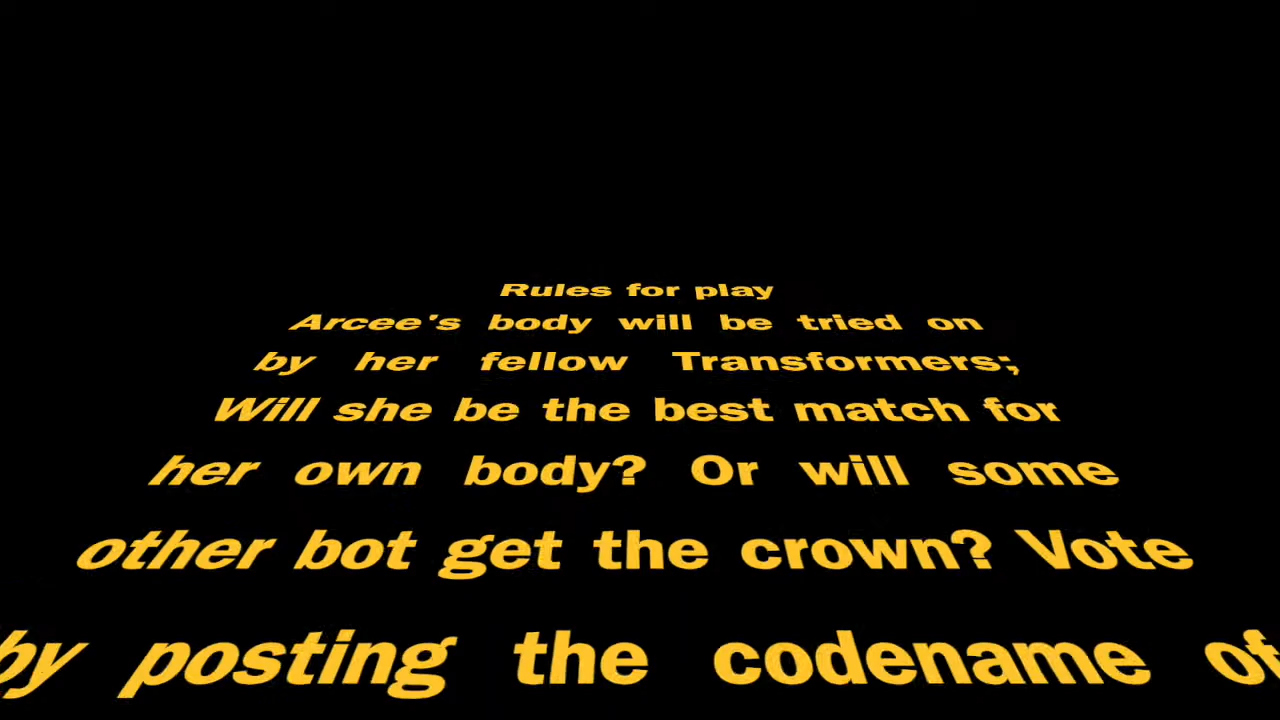 Rules for play
Arcee's body will be tried on
by her fellow Transformers;
Will she be the best match for
her own body? Or will some
other bot get the crown? Vote
by posting the codename of